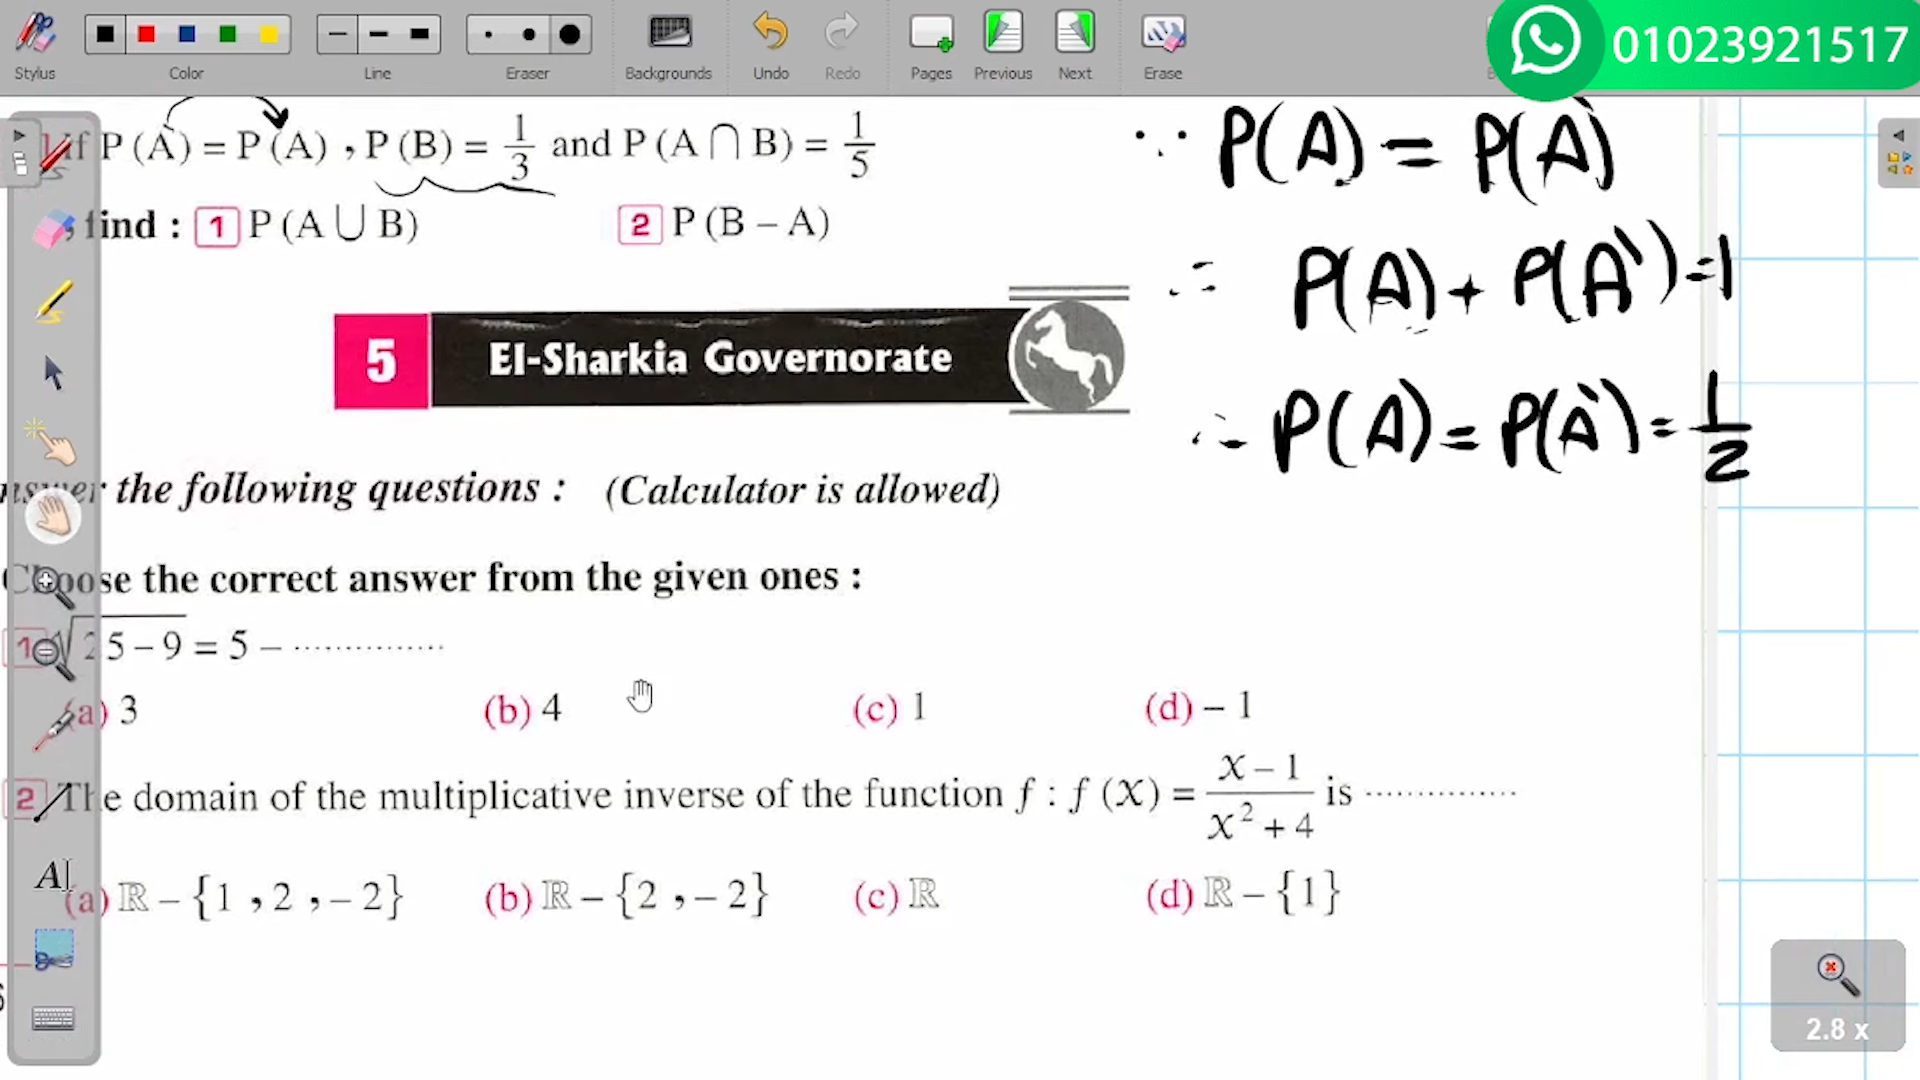 Stylus Color Line Eraser Backgrounds Undo Redo Pages Previous Next Erase
01023921517
If P (A`) = P (A) , P (B) = 1/3 and P (A ∩ B) = 1/5
, find : 1 P (A ∪ B) 2 P (B – A)
∵ P(A) = P(A`)
∴ P(A) + P(A`) = 1
∴ P(A) = P(A`) = 1/2
5 El-Sharkia Governorate
the following questions : (Calculator is allowed)
Choose the correct answer from the given ones :
1 √25 – 9 = 5 – ..............
(a) 3 (b) 4 (c) 1 (d) – 1
2 The domain of the multiplicative inverse of the function f : f (X) = X – 1 / X² + 4 is ..............
(a) ℝ – {1 , 2 , – 2} (b) ℝ – {2 , – 2} (c) ℝ (d) ℝ – {1}
2.8 x